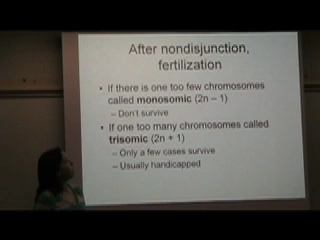 After nondisjunction,
fertilization
• If there is one too few chromosomes
called monosomic (2n – 1)
– Don't survive
• If one too many chromosomes called
trisomic (2n + 1)
– Only a few cases survive
– Usually handicapped